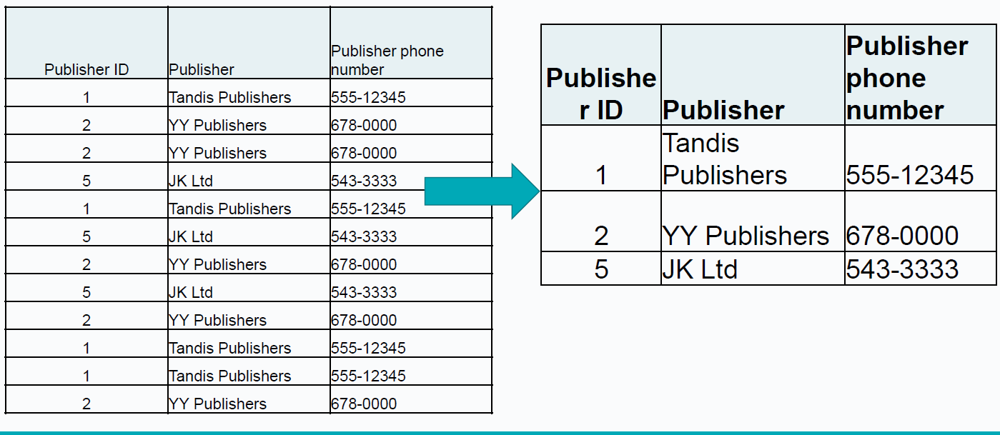 Publisher ID Publisher Publisher phone
number
1 Tandis Publishers 555-12345
2 YY Publishers 678-0000
2 YY Publishers 678-0000
5 JK Ltd 543-3333
1 Tandis Publishers 555-12345
5 JK Ltd 543-3333
2 YY Publishers 678-0000
5 JK Ltd 543-3333
2 YY Publishers 678-0000
1 Tandis Publishers 555-12345
1 Tandis Publishers 555-12345
2 YY Publishers 678-0000
Publishe
r ID
Publisher
Publisher
phone
number
1
Tandis
Publishers
555-12345
2 YY Publishers 678-0000
5 JK Ltd 543-3333